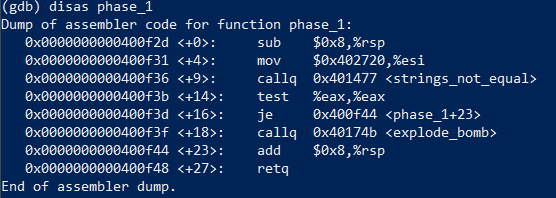 (gdb) disas phase_1
Dump of assembler code for function phase_1:
   0x0000000000400f2d <+0>:     sub    $0x8,%rsp
   0x0000000000400f31 <+4>:     mov    $0x402720,%esi
   0x0000000000400f36 <+9>:     callq  0x401477 <strings_not_equal>
   0x0000000000400f3b <+14>:    test   %eax,%eax
   0x0000000000400f3d <+16>:    je     0x400f44 <phase_1+23>
   0x0000000000400f3f <+18>:    callq  0x40174b <explode_bomb>
   0x0000000000400f44 <+23>:    add    $0x8,%rsp
   0x0000000000400f48 <+27>:    retq
End of assembler dump.